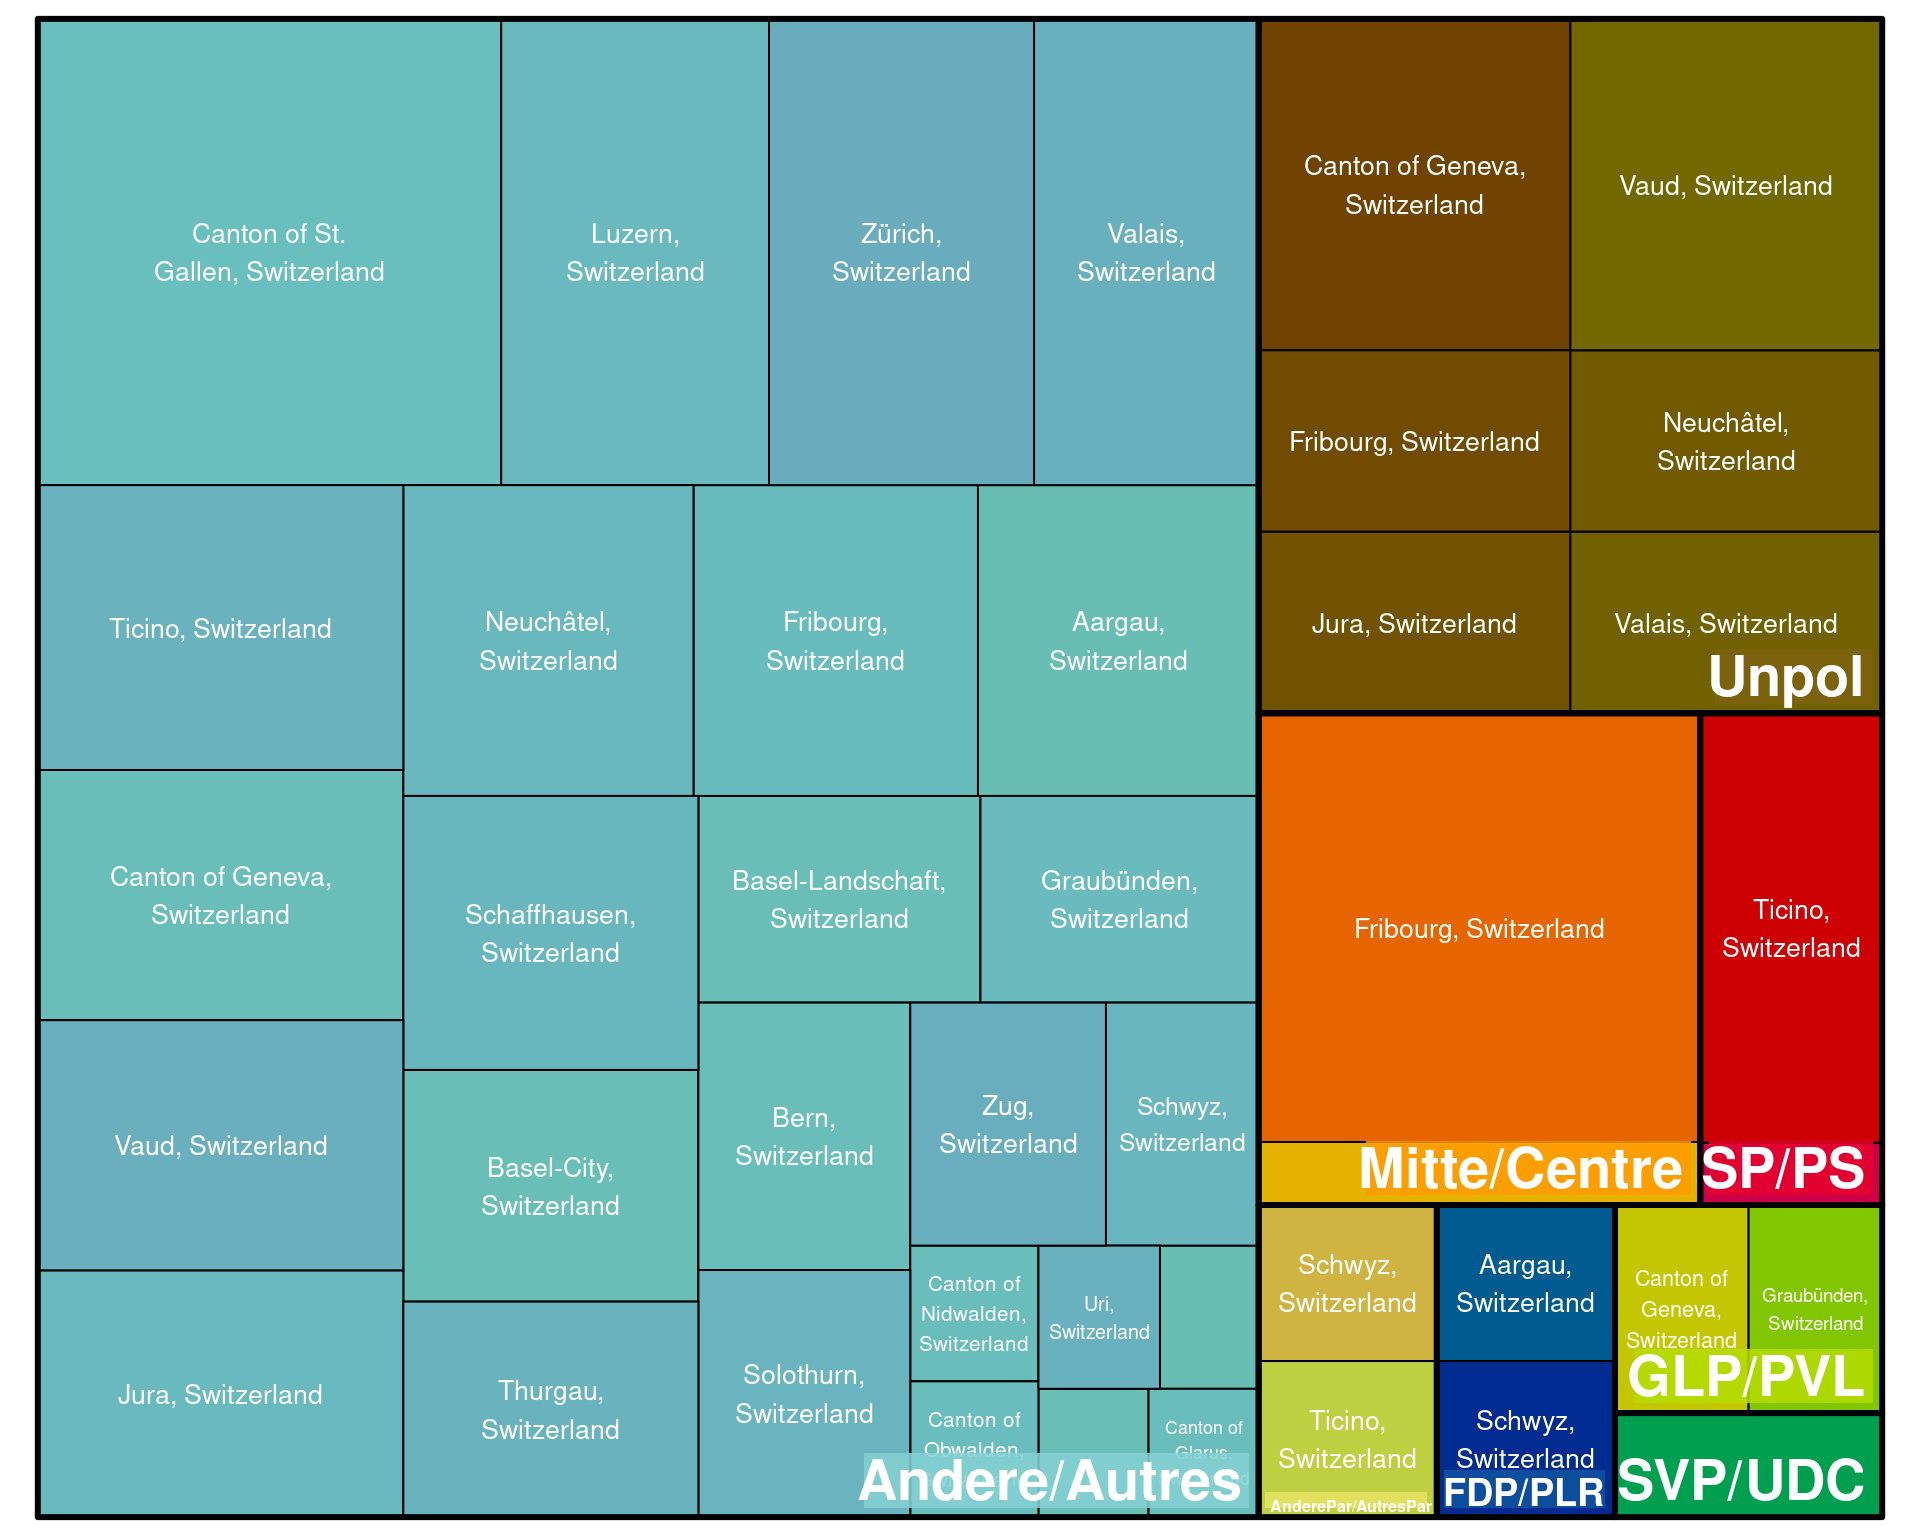 Canton of St.
Gallen, Switzerland
Luzern,
Switzerland
Zürich,
Switzerland
Valais,
Switzerland
Ticino, Switzerland
Neuchâtel,
Switzerland
Fribourg,
Switzerland
Aargau,
Switzerland
Canton of Geneva,
Switzerland
Schaffhausen,
Switzerland
Basel-Landschaft,
Switzerland
Graubünden,
Switzerland
Vaud, Switzerland
Basel-City,
Switzerland
Bern,
Switzerland
Zug,
Switzerland
Schwyz,
Switzerland
Jura, Switzerland
Thurgau,
Switzerland
Solothurn,
Switzerland
Canton of
Nidwalden,
Switzerland
Uri,
Switzerland
Canton of
Obwalden,
Canton of
Glarus,
Andere/Autres
Canton of Geneva,
Switzerland
Vaud, Switzerland
Fribourg, Switzerland
Neuchâtel,
Switzerland
Jura, Switzerland
Valais, Switzerland
Unpol
Fribourg, Switzerland
Mitte/Centre
Ticino,
Switzerland
SP/PS
Schwyz,
Switzerland
Ticino,
Switzerland
AnderePar/AutresPar
Aargau,
Switzerland
Schwyz,
Switzerland
FDP/PLR
Canton of
Geneva,
Switzerland
Graubünden,
Switzerland
GLP/PVL
SVP/UDC